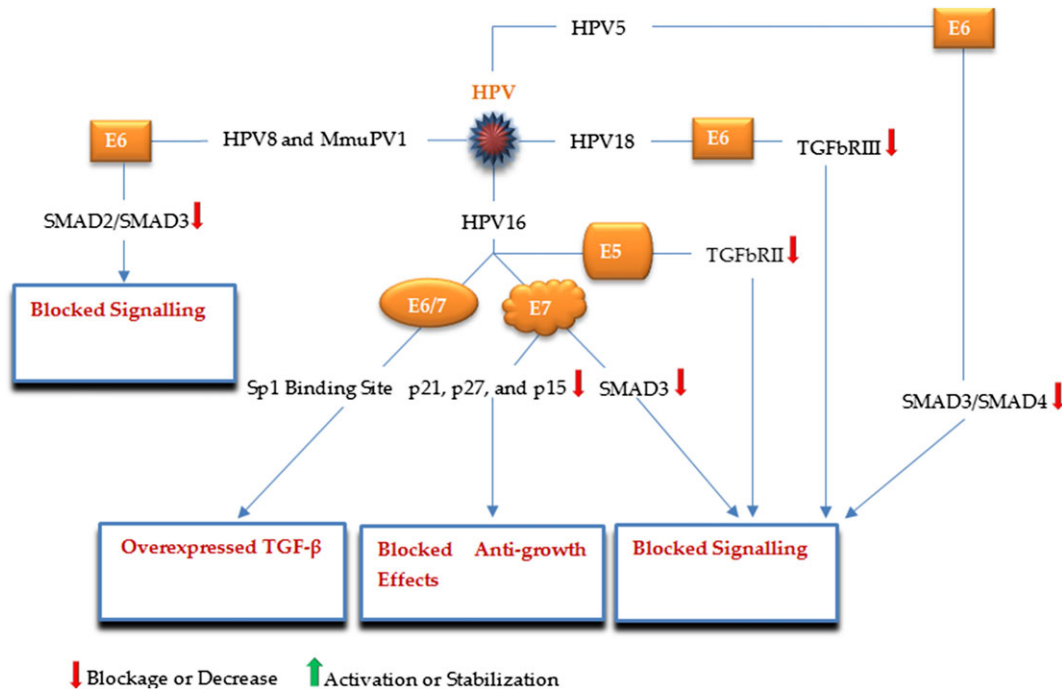 HPV5
E6
HPV
E6
HPV8 and MmuPV1
HPV18
E6
TGFbRIII
SMAD2/SMAD3
HPV16
E5
TGFbRII
Blocked Signalling
E6/7
E7
Sp1 Binding Site
p21, p27, and p15
SMAD3
SMAD3/SMAD4
Overexpressed TGF-β
Blocked Anti-growth
Effects
Blocked Signalling
Blockage or Decrease
Activation or Stabilization